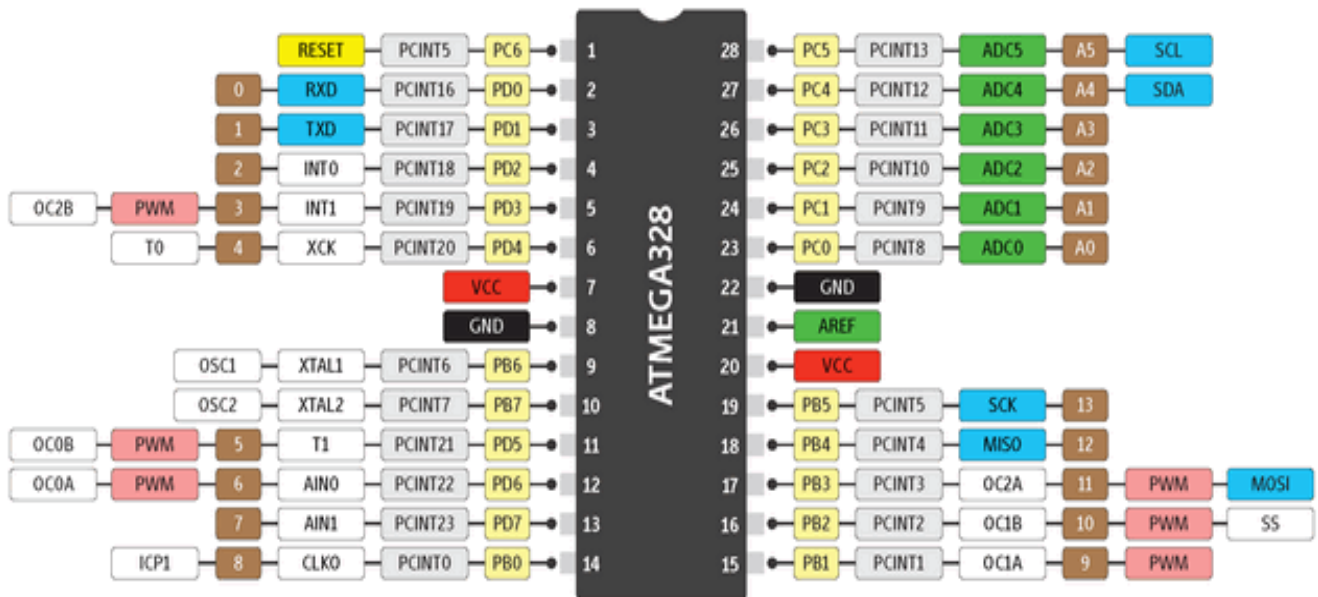 RESET PCINT5 PC6 1 28 PC5 PCINT13 ADC5 A5 SCL
0 RXD PCINT16 PD0 2 27 PC4 PCINT12 ADC4 A4 SDA
1 TXD PCINT17 PD1 3 26 PC3 PCINT11 ADC3 A3
2 INT0 PCINT18 PD2 4 25 PC2 PCINT10 ADC2 A2
OC2B PWM 3 INT1 PCINT19 PD3 5 24 PC1 PCINT9 ADC1 A1
T0 4 XCK PCINT20 PD4 6 23 PC0 PCINT8 ADC0 A0
VCC 7 22 GND
GND 8 21 AREF
OSC1 XTAL1 PCINT6 PB6 9 20 VCC
OSC2 XTAL2 PCINT7 PB7 10 19 PB5 PCINT5 SCK 13
OC0B PWM 5 T1 PCINT21 PD5 11 18 PB4 PCINT4 MISO 12
OC0A PWM 6 AIN0 PCINT22 PD6 12 17 PB3 PCINT3 OC2A 11 PWM MOSI
7 AIN1 PCINT23 PD7 13 16 PB2 PCINT2 OC1B 10 PWM SS
ICP1 8 CLKO PCINT0 PB0 14 15 PB1 PCINT1 OC1A 9 PWM
ATMEGA328